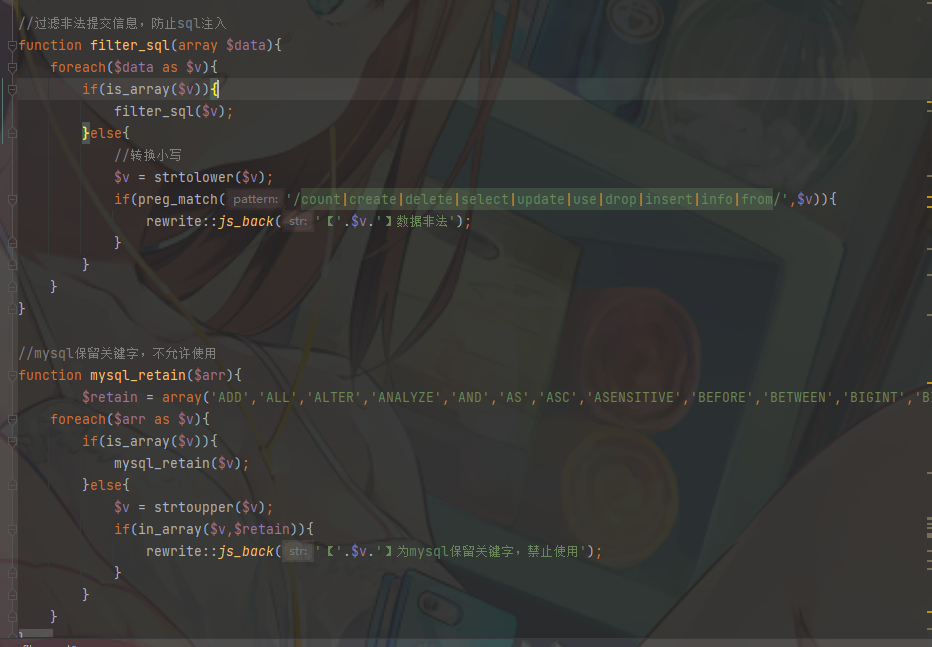 //过滤非法提交信息，防止sql注入
function filter_sql(array $data){
foreach($data as $v){
if(is_array($v)){
filter_sql($v);
}else{
//转换小写
$v = strtolower($v);
if(preg_match( pattern: '/count|create|delete|select|update|use|drop|insert|info|from/',$v)){
rewrite::js_back( str: '【'.$v.'】数据非法');
}
}
}
}
//mysql保留关键字，不允许使用
function mysql_retain($arr){
$retain = array('ADD','ALL','ALTER','ANALYZE','AND','AS','ASC','ASENSITIVE','BEFORE','BETWEEN','BIGINT','B
foreach($arr as $v){
if(is_array($v)){
mysql_retain($v);
}else{
$v = strtoupper($v);
if(in_array($v,$retain)){
rewrite::js_back( str: '【'.$v.'】为mysql保留关键字，禁止使用');
}
}
}